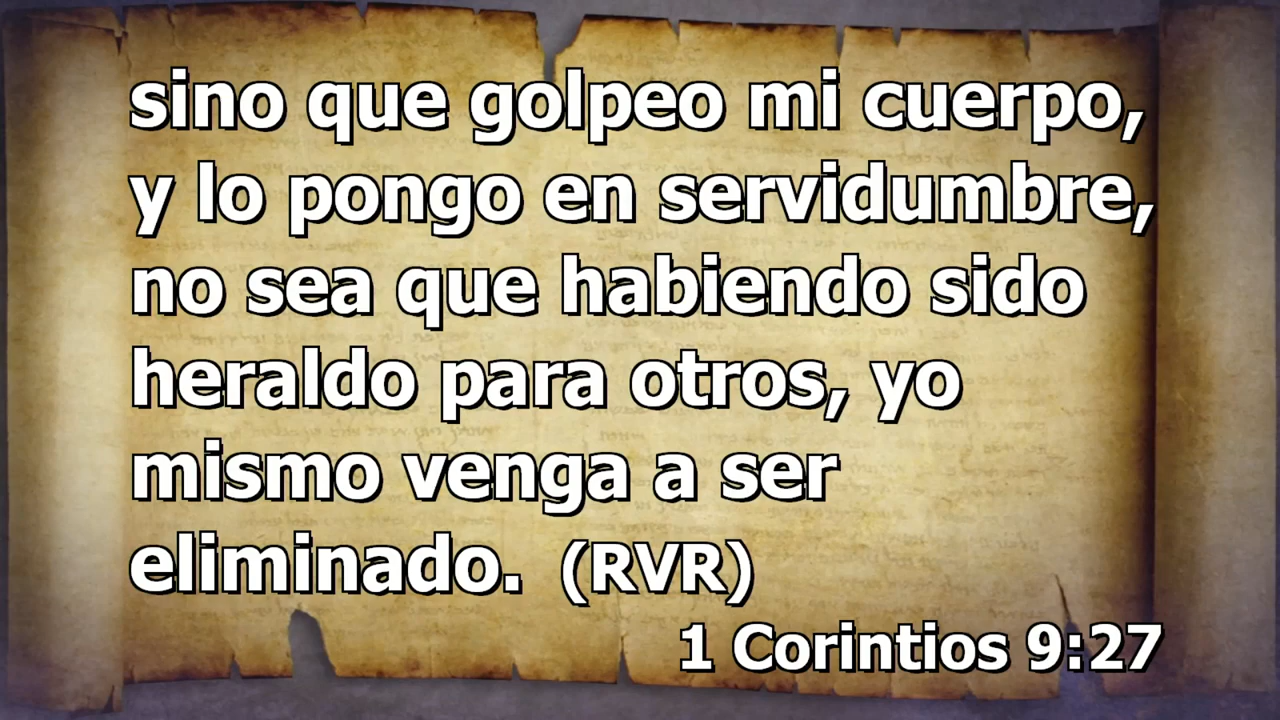 sino que golpeo mi cuerpo,
y lo pongo en servidumbre,
no sea que habiendo sido
heraldo para otros, yo
mismo venga a ser
eliminado. (RVR)
1 Corintios 9:27